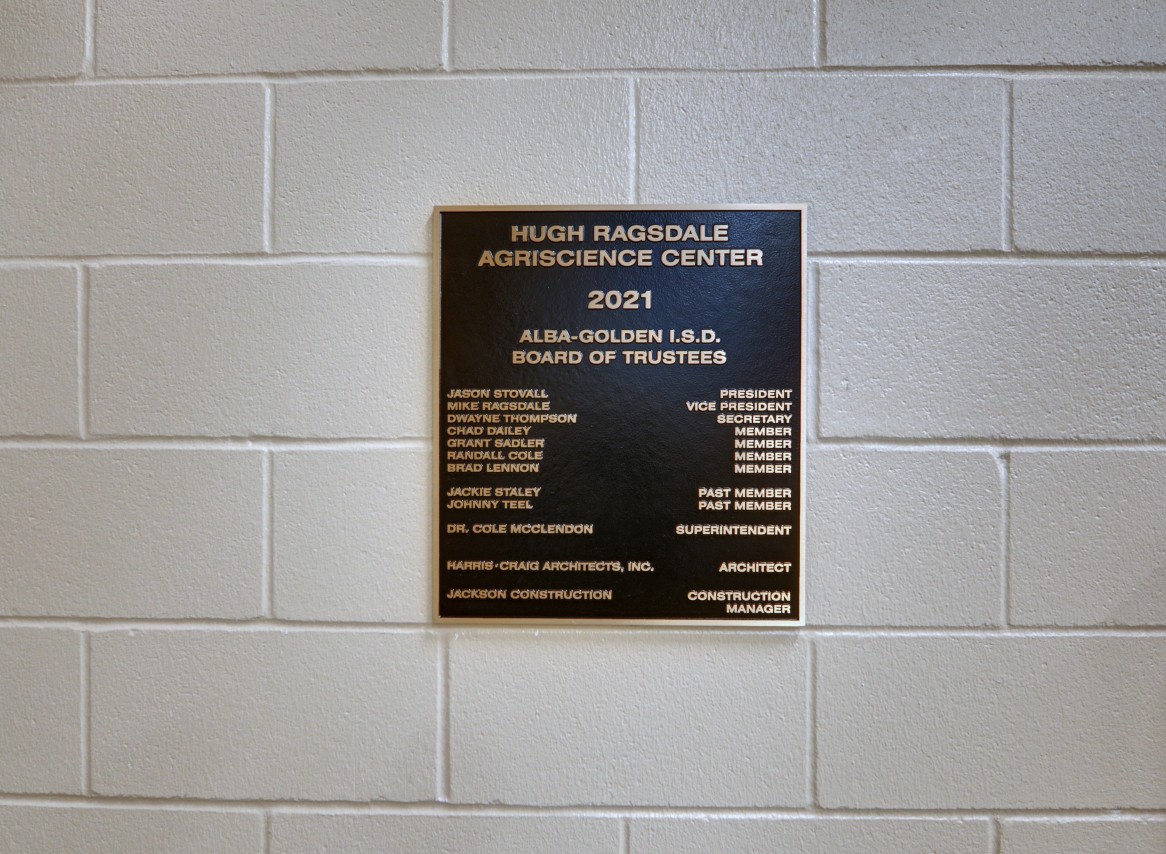 HUGH RAGSDALE
AGRISCIENCE CENTER
2021
ALBA-GOLDEN I.S.D.
BOARD OF TRUSTEES
JASON STOVALL PRESIDENT
MIKE RAGSDALE VICE PRESIDENT
DWAYNE THOMPSON SECRETARY
CHAD DAILEY MEMBER
GRANT SADLER MEMBER
RANDALL COLE MEMBER
BRAD LENNON MEMBER
JACKIE STALEY PAST MEMBER
JOHNNY TEEL PAST MEMBER
DR. COLE MCCLENDON SUPERINTENDENT
HARRIS·CRAIG ARCHITECTS, INC. ARCHITECT
JACKSON CONSTRUCTION CONSTRUCTION
MANAGER